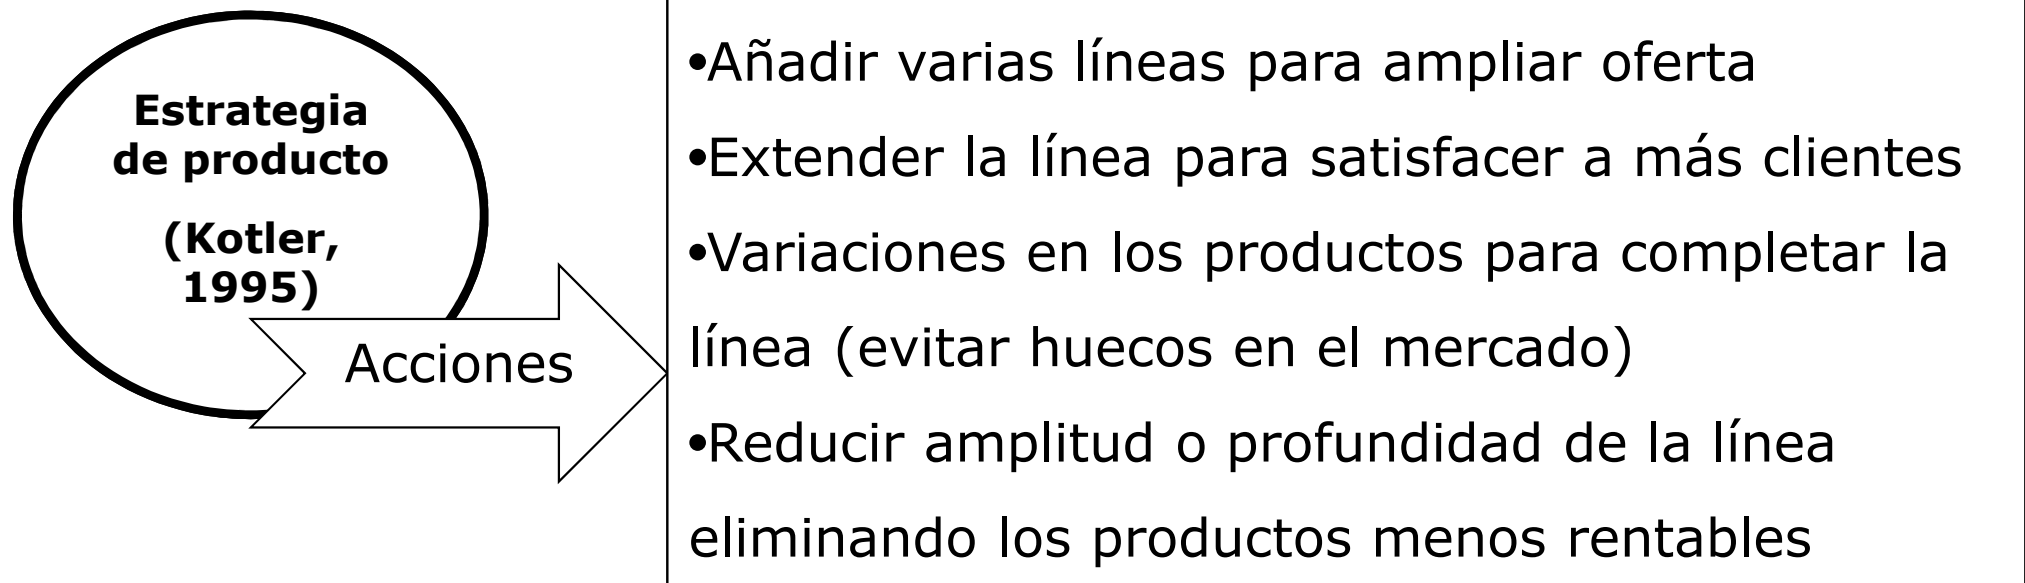 Estrategia
de producto
(Kotler,
1995)
Acciones
•Añadir varias líneas para ampliar oferta
•Extender la línea para satisfacer a más clientes
•Variaciones en los productos para completar la
línea (evitar huecos en el mercado)
•Reducir amplitud o profundidad de la línea
eliminando los productos menos rentables